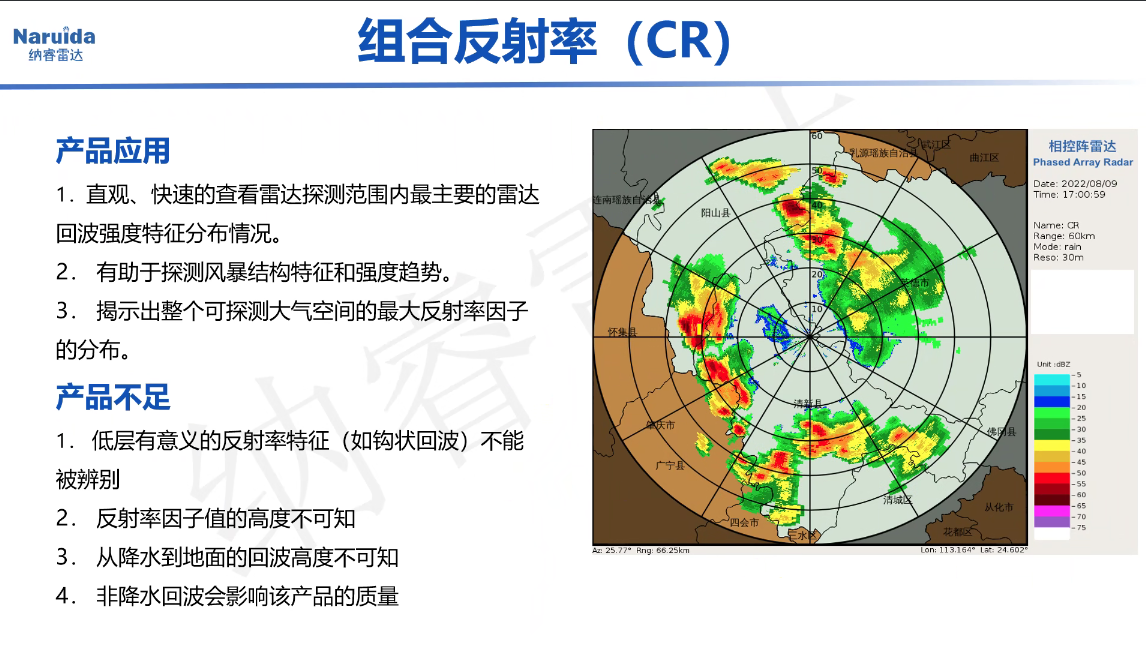 Naruida
纳睿雷达
组合反射率（CR）
产品应用
1. 直观、快速的查看雷达探测范围内最主要的雷达
回波强度特征分布情况。
2. 有助于探测风暴结构特征和强度趋势。
3. 揭示出整个可探测大气空间的最大反射率因子
的分布。
产品不足
1. 低层有意义的反射率特征（如钩状回波）不能
被辨别
2. 反射率因子值的高度不可知
3. 从降水到地面的回波高度不可知
4. 非降水回波会影响该产品的质量
60
50
40
30
20
10
乳源瑶族自治县
武江区
曲江区
连南瑶族自治县
阳山县
英德市
怀集县
清新县
肇庆市
佛冈县
广宁县
清城区
四会市
三水区
从化市
花都区
Az: 25.77° Rng: 66.25km
Lon: 113.164° Lat: 24.602°
相控阵雷达
Phased Array Radar
Date: 2022/08/09
Time: 17:00:59
Name: CR
Range: 60km
Mode: rain
Reso: 30m
Unit :dBZ
5
10
15
20
25
30
35
40
45
50
55
60
65
70
75
纳睿雷